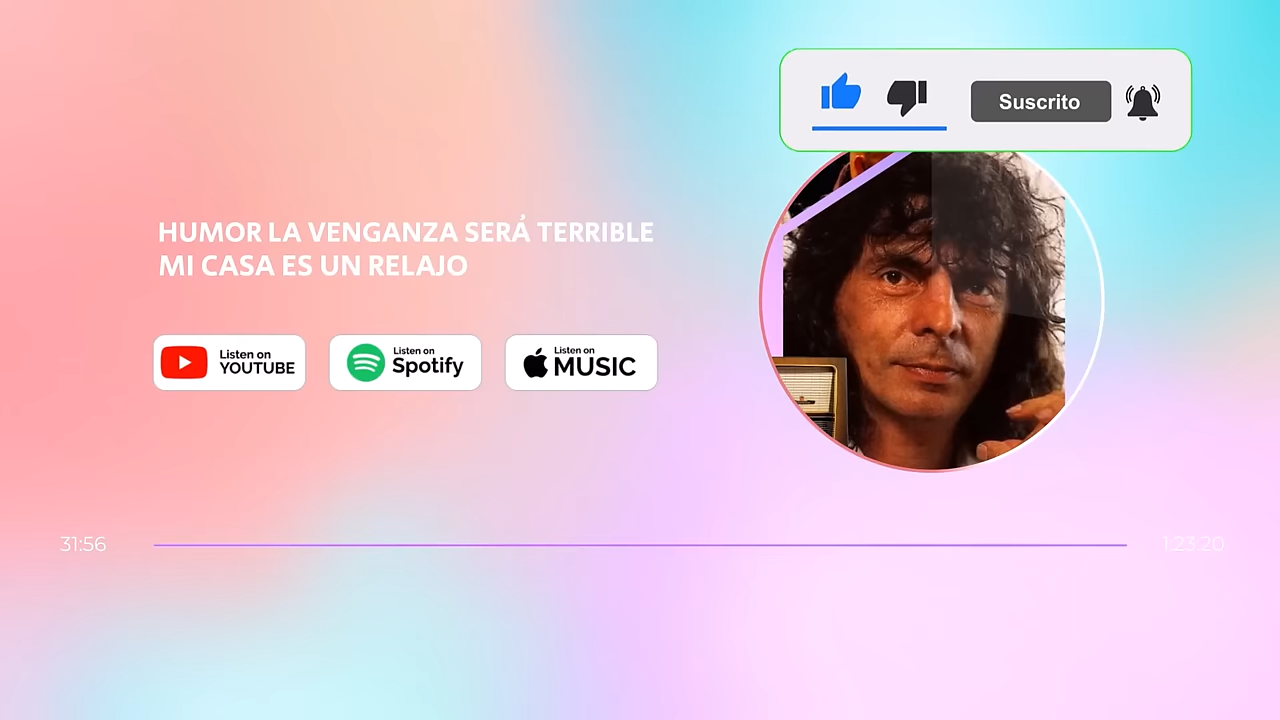 Suscrito
HUMOR LA VENGANZA SERÁ TERRIBLE
MI CASA ES UN RELAJO
Listen on
YOUTUBE
Listen on
Spotify
Listen on
MUSIC
31:56
1:23:20